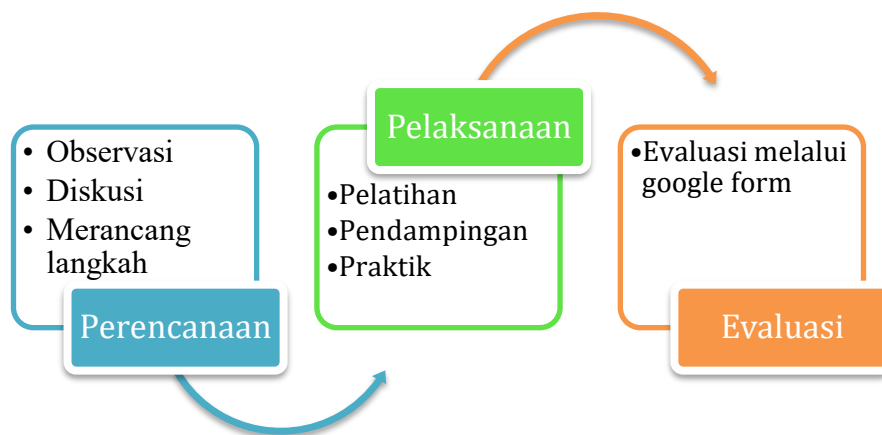 • Observasi
• Diskusi
• Merancang
langkah
Perencanaan
Pelaksanaan
•Pelatihan
•Pendampingan
•Praktik
•Evaluasi melalui
google form
Evaluasi